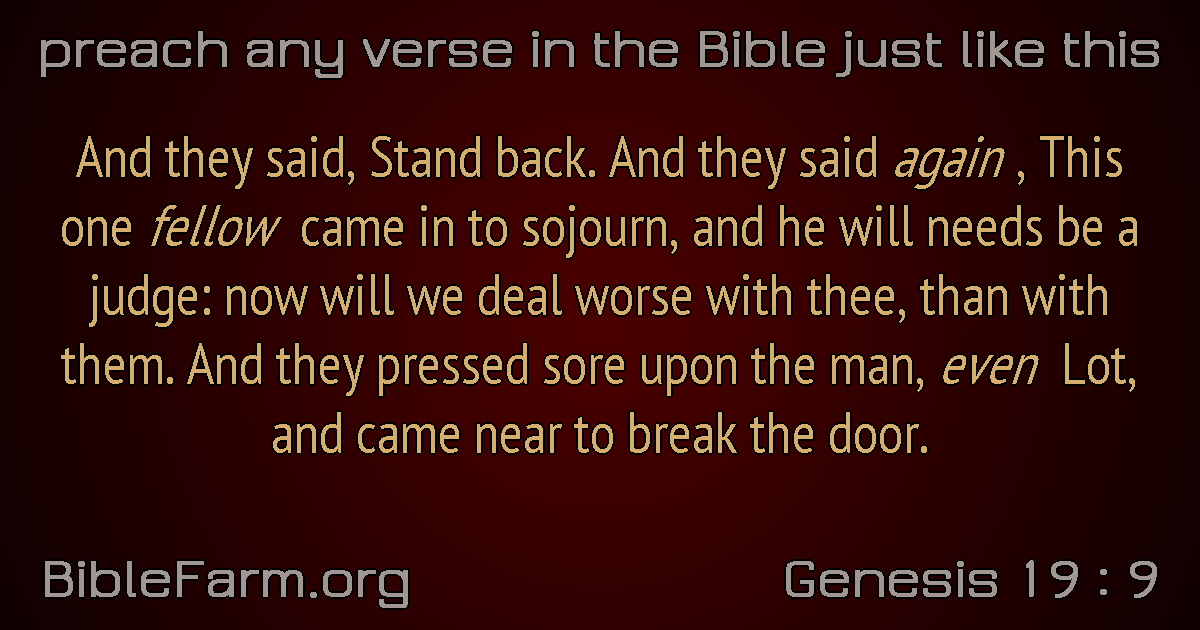 preach any verse in the Bible just like this
And they said, Stand back. And they said again , This
one fellow came in to sojourn, and he will needs be a
judge: now will we deal worse with thee, than with
them. And they pressed sore upon the man, even Lot,
and came near to break the door.
BibleFarm.org
Genesis 19 : 9